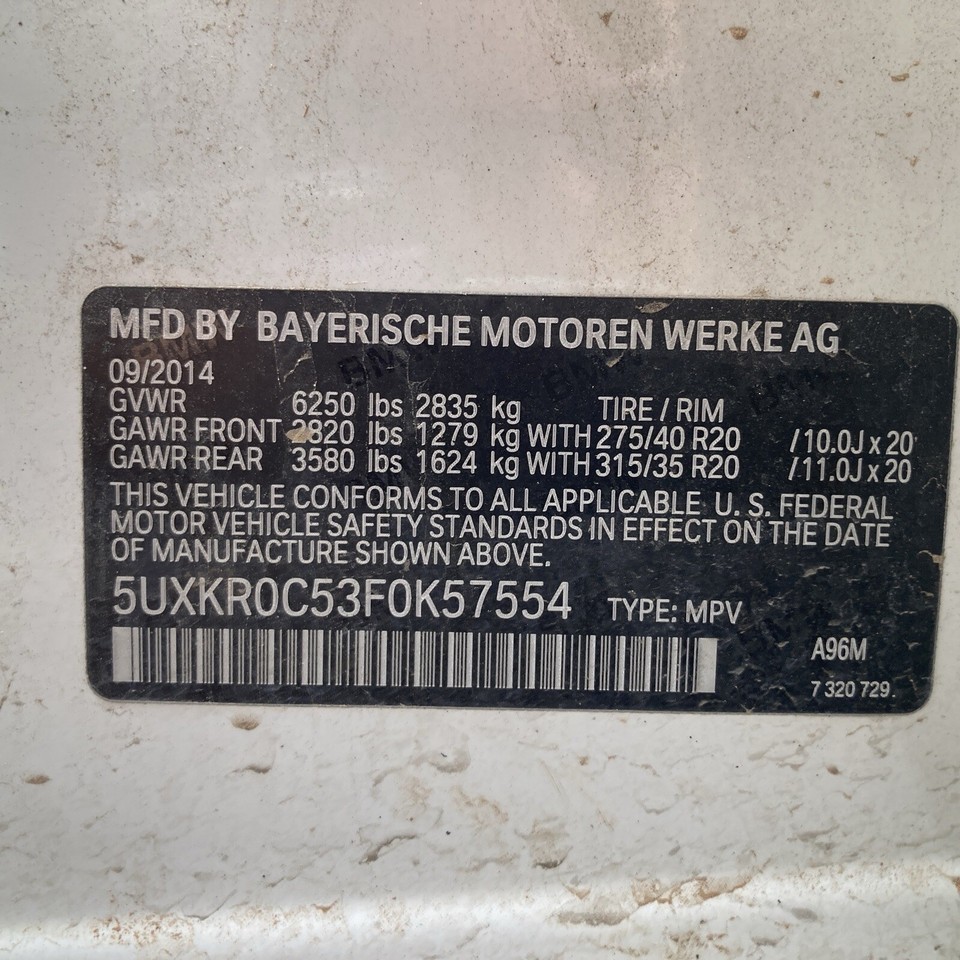 MFD BY BAYERISCHE MOTOREN WERKE AG
09/2014
GVWR 6250 lbs 2835 kg TIRE / RIM
GAWR FRONT 2820 lbs 1279 kg WITH 275/40 R20 /10.0J x 20
GAWR REAR 3580 lbs 1624 kg WITH 315/35 R20 /11.0J x 20
THIS VEHICLE CONFORMS TO ALL APPLICABLE U. S. FEDERAL
MOTOR VEHICLE SAFETY STANDARDS IN EFFECT ON THE DATE
OF MANUFACTURE SHOWN ABOVE.
5UXKR0C53F0K57554 TYPE: MPV
A96M
7 320 729